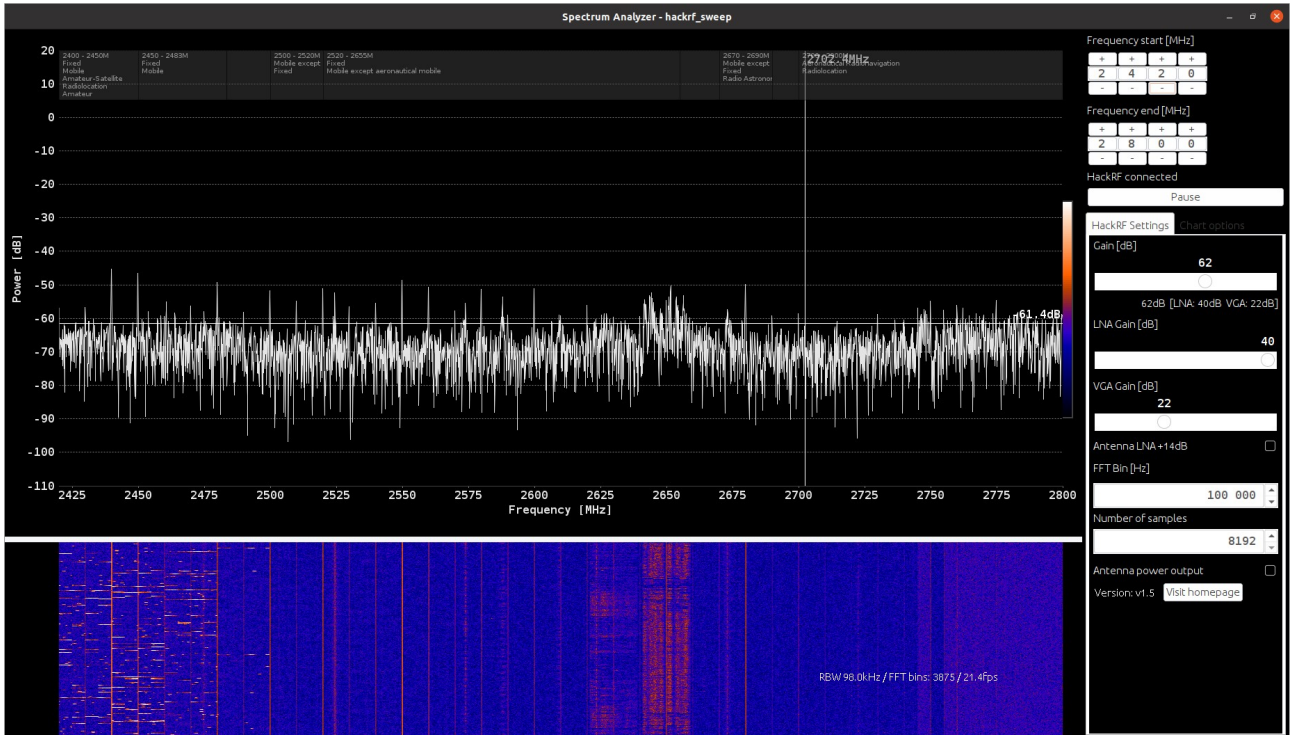 Spectrum Analyzer - hackrf_sweep
Frequency start [MHz]
+ + + +
2 4 2 0
- - - -
Frequency end [MHz]
+ + + +
2 8 0 0
- - - -
HackRF connected
Pause
HackRF Settings Chart options
Gain [dB]
62
62dB [LNA: 40dB VGA: 22dB]
LNA Gain [dB]
40
VGA Gain [dB]
22
Antenna LNA +14dB
FFT Bin [Hz]
100 000
Number of samples
8192
Antenna power output
Version: v1.5 Visit homepage
2400 - 2450M
Fixed
Mobile
Amateur-Satellite
Radiolocation
Amateur
2450 - 2483M
Fixed
Mobile
2500 - 2520M
Mobile except
Fixed
2520 - 2655M
Fixed
Mobile except aeronautical mobile
2670 - 2690M
Mobile except
Fixed
Radio Astronor
2702.4MHz
Aeronautical Radionavigation
Radiolocation
Power [dB]
20
10
0
-10
-20
-30
-40
-50
-60
-70
-80
-90
-100
-110
-61.4dB
2425 2450 2475 2500 2525 2550 2575 2600 2625 2650 2675 2700 2725 2750 2775 2800
Frequency [MHz]
RBW 98.0kHz / FFT bins: 3875 / 21.4fps